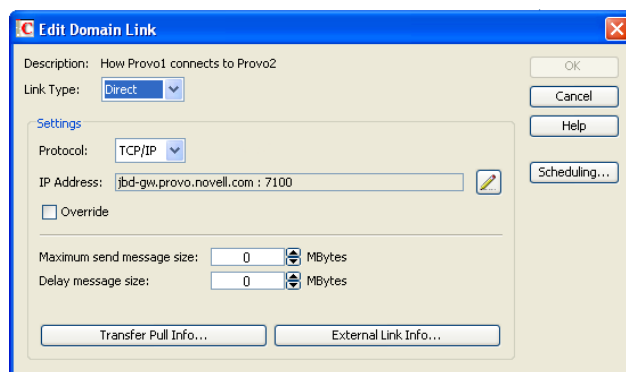 Edit Domain Link
Description: How Provo1 connects to Provo2
OK
Link Type: Direct
Cancel
Settings
Help
Protocol: TCP/IP
IP Address: jbd-gw.provo.novell.com : 7100
Scheduling...
Override
Maximum send message size: 0 MBytes
Delay message size: 0 MBytes
Transfer Pull Info... External Link Info...